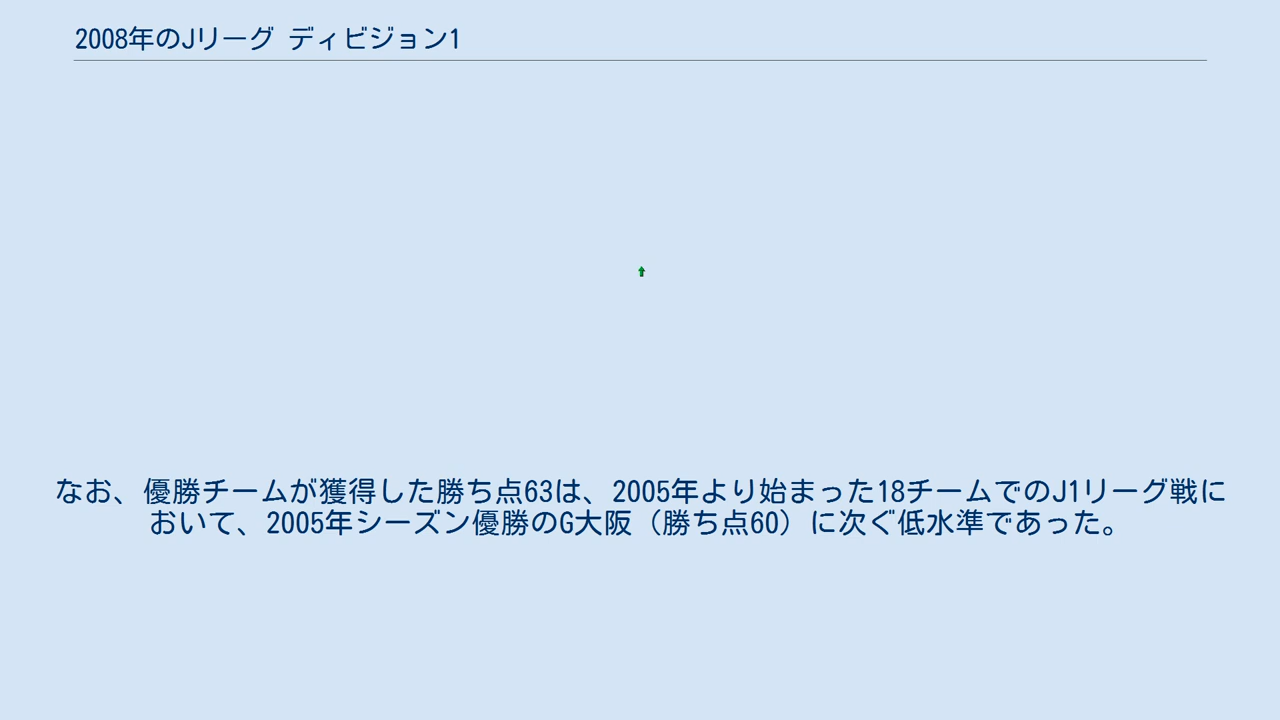 2008年のJリーグ ディビジョン1
なお、優勝チームが獲得した勝ち点63は、2005年より始まった18チームでのJ1リーグ戦に
おいて、2005年シーズン優勝のG大阪（勝ち点60）に次ぐ低水準であった。